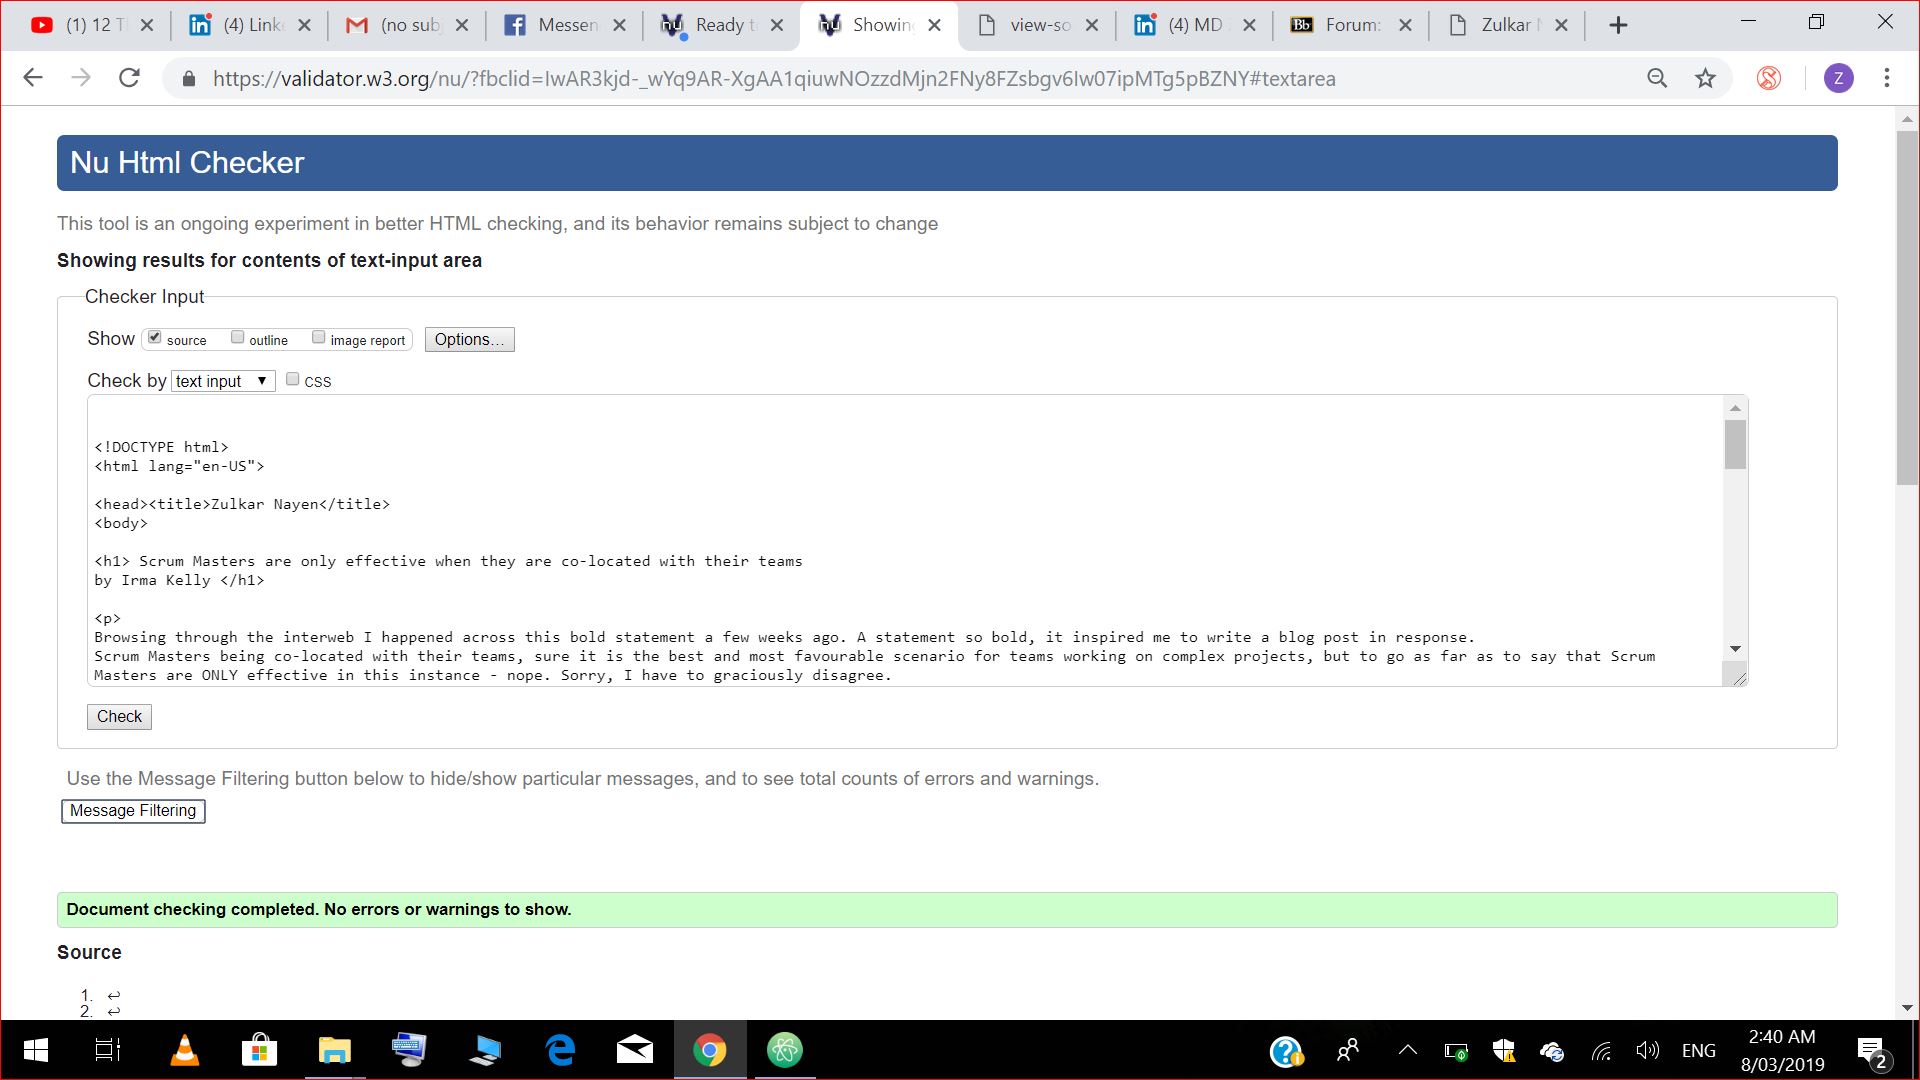 (1) 12 T
(4) Link
(no sub
Messen
Ready t
Showin
view-so
(4) MD
Bb Forum:
Zulkar N
https://validator.w3.org/nu/?fbclid=IwAR3kjd-_wYq9AR-XgAA1qiuwNOzzdMjn2FNy8FZsbgv6Iw07ipMTg5pBZNY#textarea
Z
Nu Html Checker
This tool is an ongoing experiment in better HTML checking, and its behavior remains subject to change
Showing results for contents of text-input area
Checker Input
Show source outline image report Options...
Check by text input CSS
<!DOCTYPE html>
<html lang="en-US">
<head><title>Zulkar Nayen</title>
<body>
<h1> Scrum Masters are only effective when they are co-located with their teams
by Irma Kelly </h1>
<p>
Browsing through the interweb I happened across this bold statement a few weeks ago. A statement so bold, it inspired me to write a blog post in response.
Scrum Masters being co-located with their teams, sure it is the best and most favourable scenario for teams working on complex projects, but to go as far as to say that Scrum
Masters are ONLY effective in this instance - nope. Sorry, I have to graciously disagree.
Check
Use the Message Filtering button below to hide/show particular messages, and to see total counts of errors and warnings.
Message Filtering
Document checking completed. No errors or warnings to show.
Source
1. ↩
2. ↩
ENG
2:40 AM
8/03/2019
2